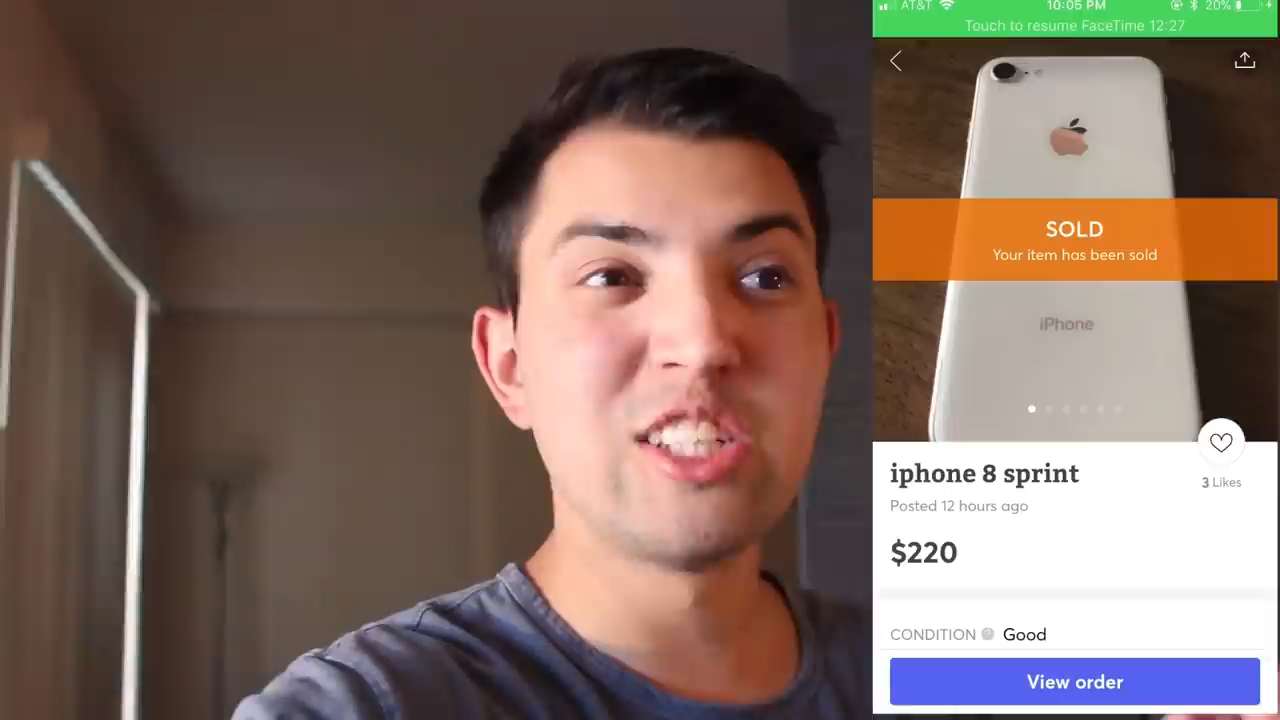 AT&T 10:05 PM 20%
Touch to resume FaceTime 12:27
SOLD
Your item has been sold
iPhone
iphone 8 sprint
3 Likes
Posted 12 hours ago
$220
CONDITION Good
View order